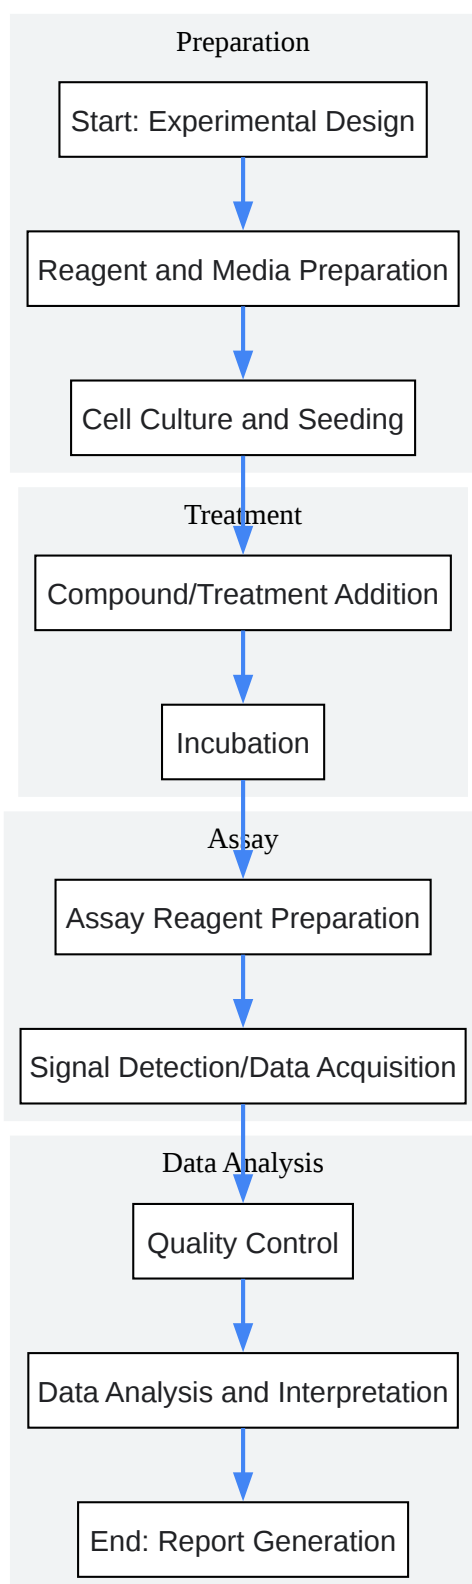 Preparation
Start: Experimental Design
Reagent and Media Preparation
Cell Culture and Seeding
Treatment
Compound/Treatment Addition
Incubation
Assay
Assay Reagent Preparation
Signal Detection/Data Acquisition
Data Analysis
Quality Control
Data Analysis and Interpretation
End: Report Generation